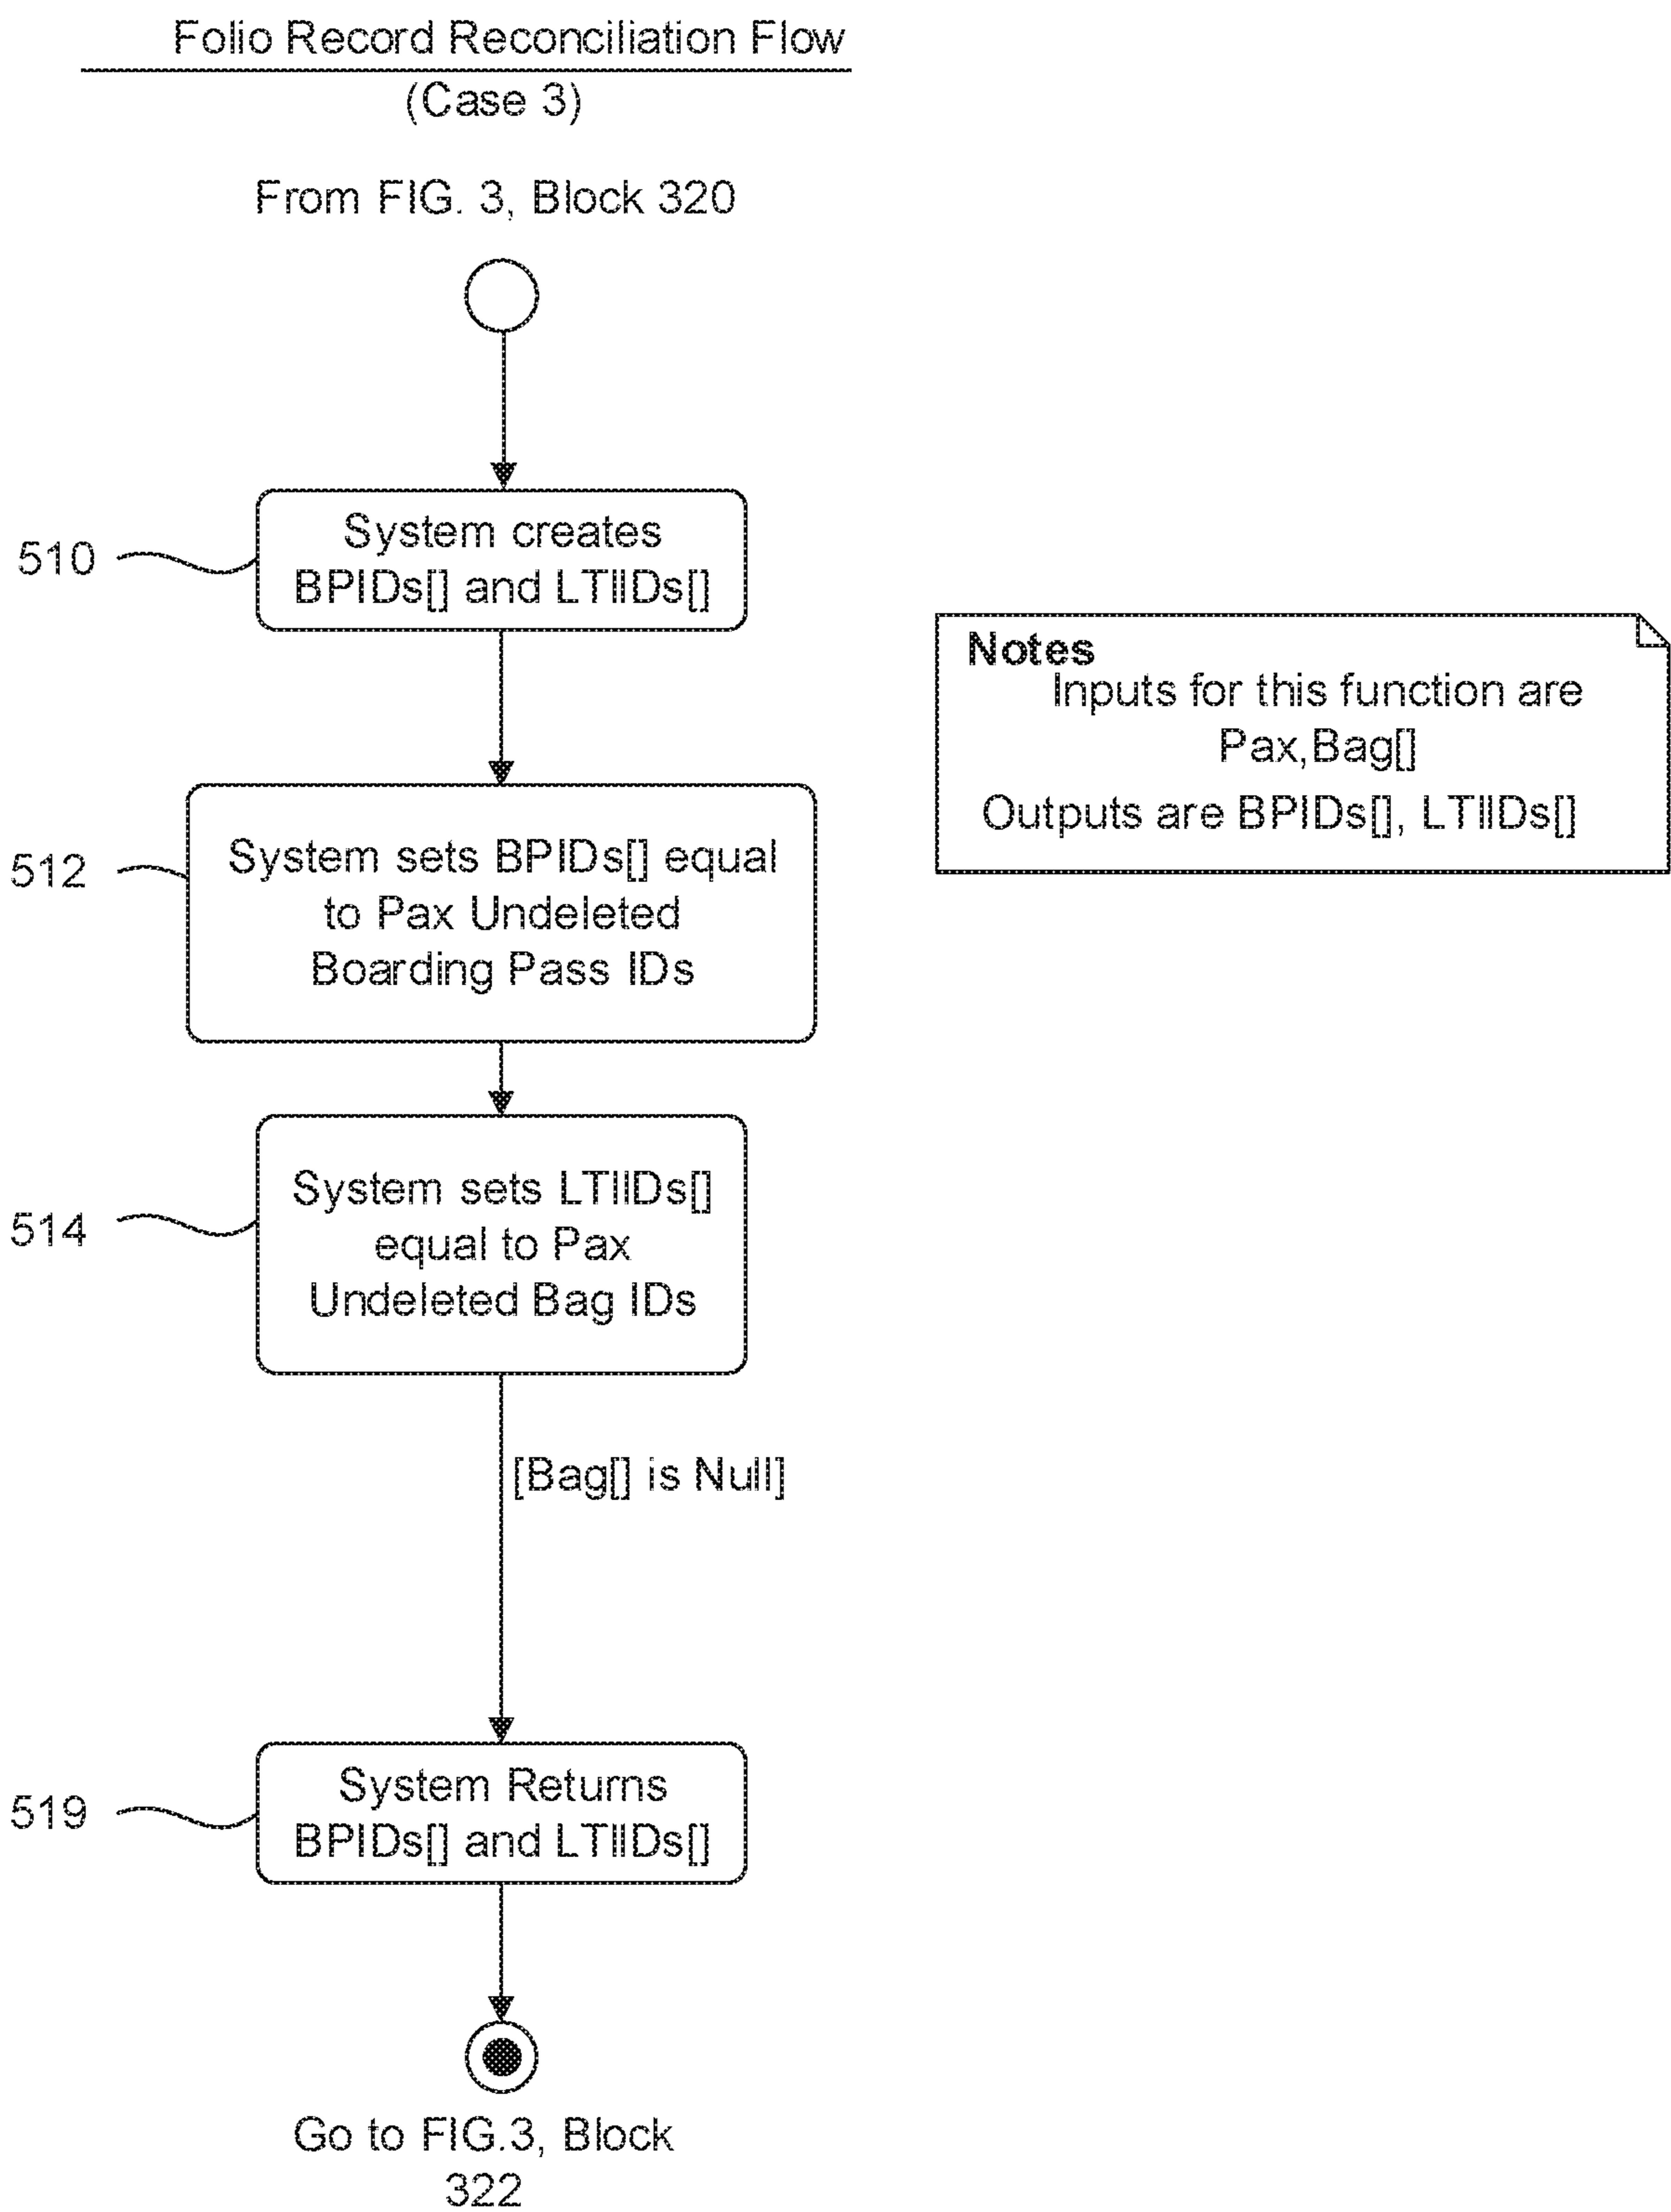 Folio Record Reconciliation Flow
(Case 3)
From FIG. 3, Block 320
510
System creates
BPIDs[] and LTIIDs[]
Notes
Inputs for this function are
Pax,Bag[]
Outputs are BPIDs[], LTIIDs[]
512
System sets BPIDs[] equal
to Pax Undeleted
Boarding Pass IDs
514
System sets LTIIDs[]
equal to Pax
Undeleted Bag IDs
[Bag[] is Null]
519
System Returns
BPIDs[] and LTIIDs[]
Go to FIG.3, Block
322